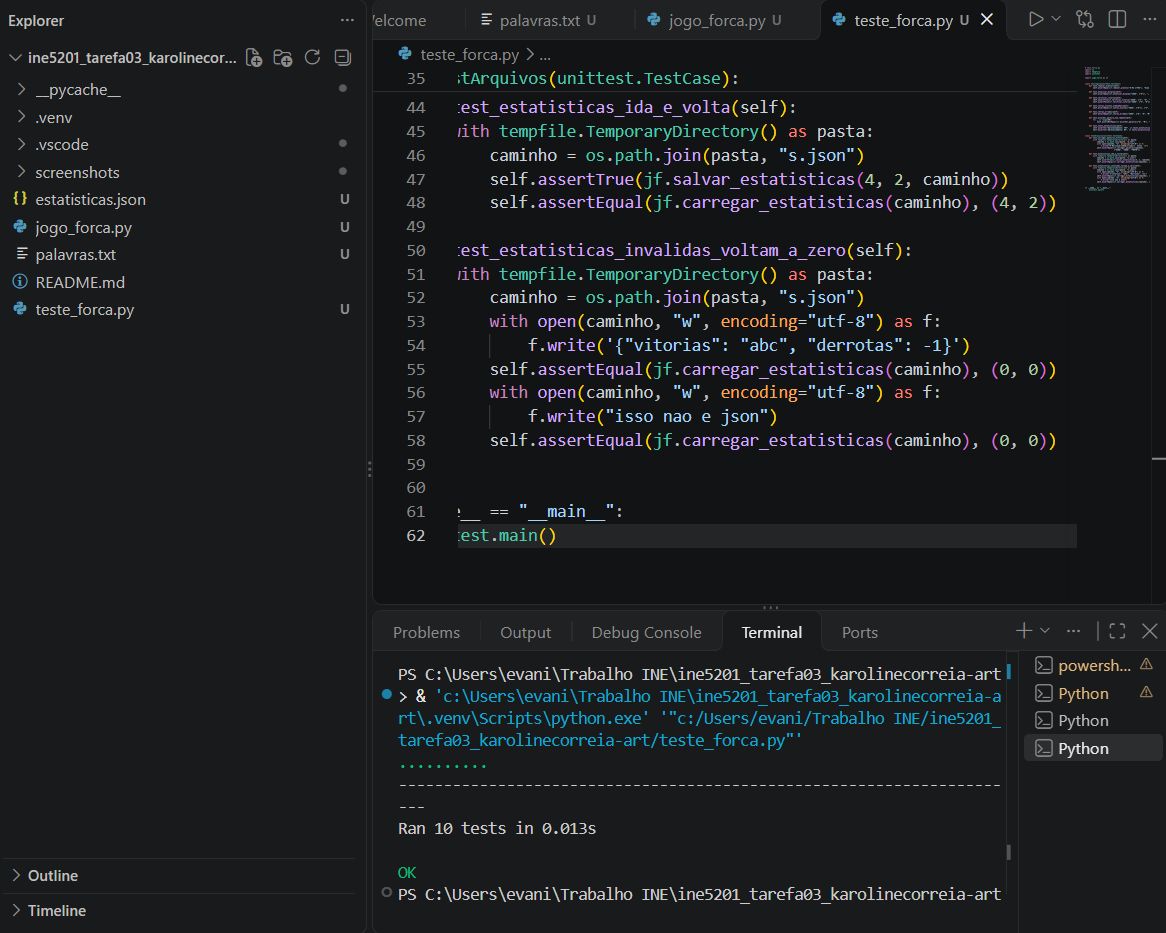 Explorer
ine5201_tarefa03_karolinecor...
__pycache__
.venv
.vscode
screenshots
{} estatisticas.json U
jogo_forca.py U
palavras.txt U
README.md
teste_forca.py U
Outline
Timeline
elcome palavras.txt U jogo_forca.py U teste_forca.py U
teste_forca.py > ...
35 stArquivos(unittest.TestCase):
44 test_estatisticas_ida_e_volta(self):
45 with tempfile.TemporaryDirectory() as pasta:
46 caminho = os.path.join(pasta, "s.json")
47 self.assertTrue(jf.salvar_estatisticas(4, 2, caminho))
48 self.assertEqual(jf.carregar_estatisticas(caminho), (4, 2))
49
50 test_estatisticas_invalidas_voltam_a_zero(self):
51 with tempfile.TemporaryDirectory() as pasta:
52 caminho = os.path.join(pasta, "s.json")
53 with open(caminho, "w", encoding="utf-8") as f:
54 f.write('{"vitorias": "abc", "derrotas": -1}')
55 self.assertEqual(jf.carregar_estatisticas(caminho), (0, 0))
56 with open(caminho, "w", encoding="utf-8") as f:
57 f.write("isso nao e json")
58 self.assertEqual(jf.carregar_estatisticas(caminho), (0, 0))
59
60
61 e__ == "__main__":
62 test.main()
Problems Output Debug Console Terminal Ports
PS C:\Users\evani\Trabalho INE\ine5201_tarefa03_karolinecorreia-art
> & 'c:\Users\evani\Trabalho INE\ine5201_tarefa03_karolinecorreia-a
rt\.venv\Scripts\python.exe' '"c:/Users/evani/Trabalho INE/ine5201_
tarefa03_karolinecorreia-art/teste_forca.py"'
..........
--------------------------------------------------------------------
---
Ran 10 tests in 0.013s
OK
PS C:\Users\evani\Trabalho INE\ine5201_tarefa03_karolinecorreia-art
powersh...
Python
Python
Python